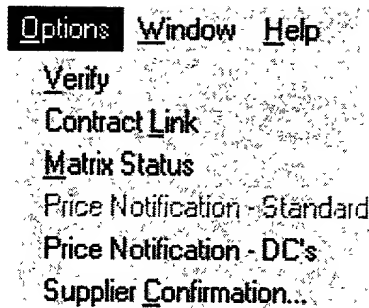 Options Window Help
Verify
Contract Link
Matrix Status
Price Notification - Standard
Price Notification - DC's
Supplier Confirmation...